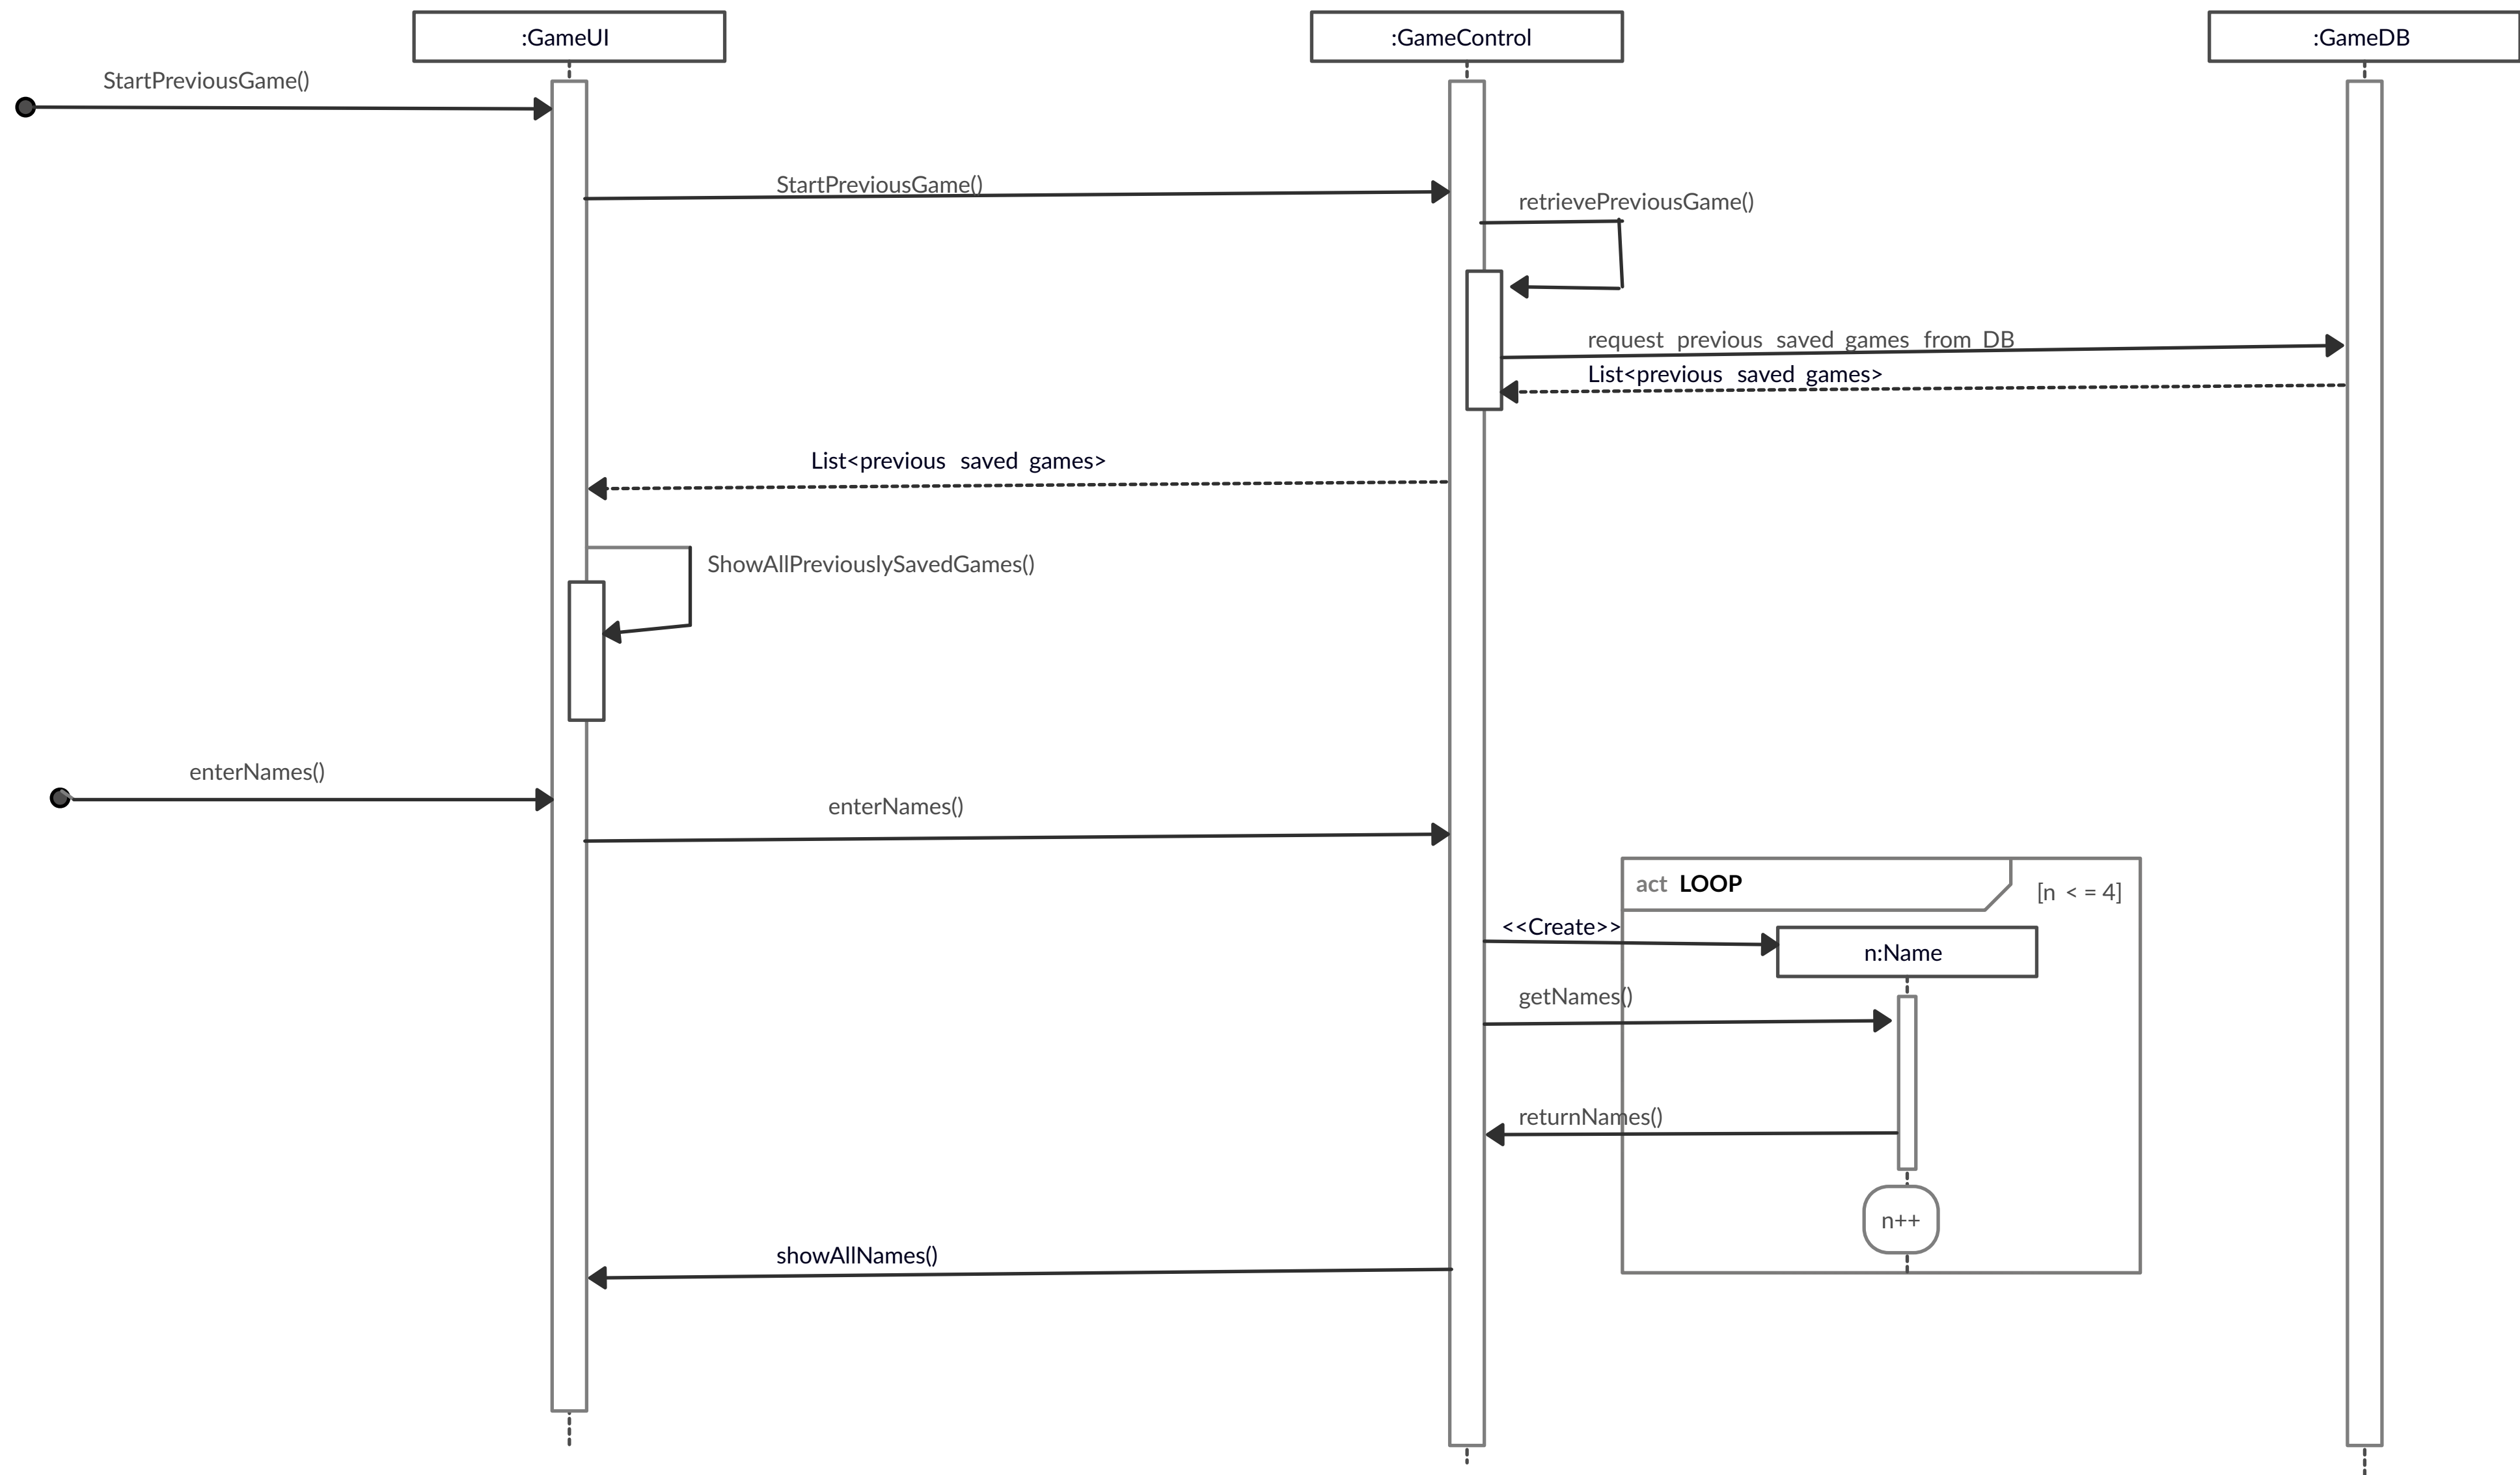 :GameUI
:GameControl
:GameDB
StartPreviousGame()
StartPreviousGame()
retrievePreviousGame()
request previous saved games from DB
List<previous saved games>
List<previous saved games>
ShowAllPreviouslySavedGames()
enterNames()
enterNames()
act LOOP
[n < = 4]
<<Create>>
n:Name
getNames()
returnNames()
n++
showAllNames()